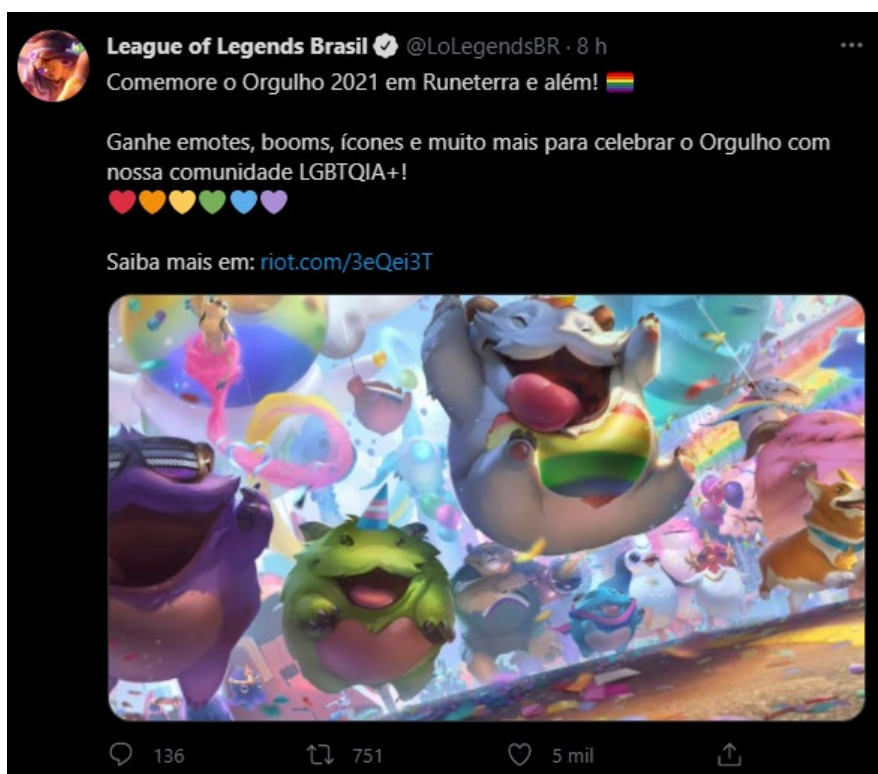 League of Legends Brasil @LoLegendsBR · 8 h
Comemore o Orgulho 2021 em Runeterra e além! 🏳️‍🌈
Ganhe emotes, booms, ícones e muito mais para celebrar o Orgulho com
nossa comunidade LGBTQIA+!
❤️🧡💛💚💙💜
Saiba mais em: riot.com/3eQei3T
136 751 5 mil